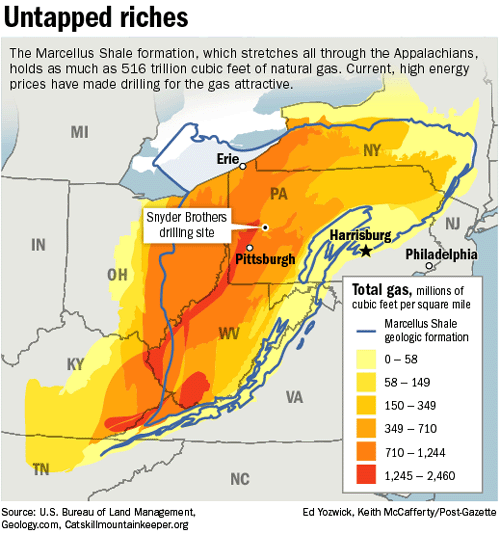 Untapped riches
The Marcellus Shale formation, which stretches all through the Appalachians,
holds as much as 516 trillion cubic feet of natural gas. Current, high energy
prices have made drilling for the gas attractive.
MI
Erie
NY
PA
Snyder Brothers
drilling site
Harrisburg
NJ
IN
Pittsburgh
Philadelphia
OH
Total gas, millions of
cubic feet per square mile
Marcellus Shale
geologic formation
WV
0 – 58
KY
58 – 149
VA
150 – 349
349 – 710
710 – 1,244
TN
NC
1,245 – 2,460
Source: U.S. Bureau of Land Management,
Geology.com, Catskillmountainkeeper.org
Ed Yozwick, Keith McCafferty/Post-Gazette